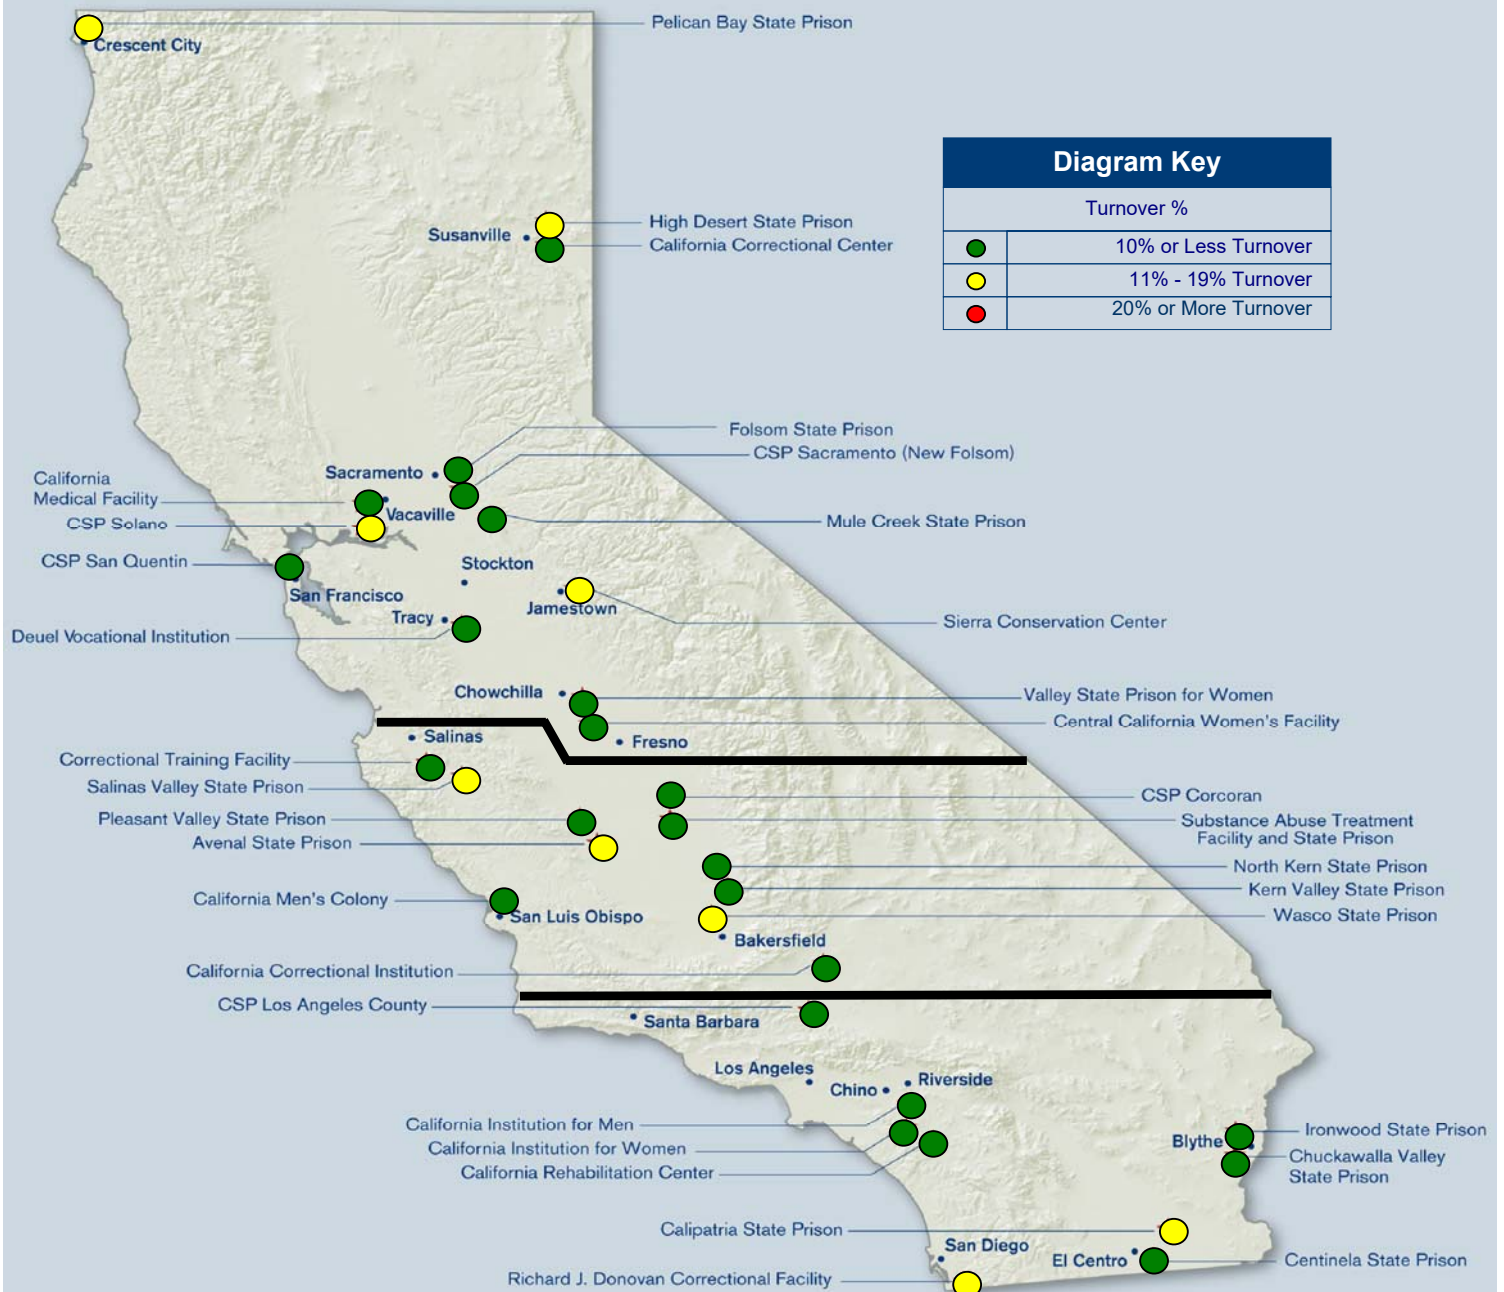 Pelican Bay State Prison
Crescent City
Diagram Key
Turnover %
10% or Less Turnover
11% - 19% Turnover
20% or More Turnover
High Desert State Prison
Susanville
California Correctional Center
Folsom State Prison
CSP Sacramento (New Folsom)
Sacramento
California
Medical Facility
Vacaville
CSP Solano
Mule Creek State Prison
CSP San Quentin
Stockton
San Francisco
Jamestown
Tracy
Sierra Conservation Center
Deuel Vocational Institution
Chowchilla
Valley State Prison for Women
Central California Women's Facility
Salinas
Fresno
Correctional Training Facility
Salinas Valley State Prison
CSP Corcoran
Pleasant Valley State Prison
Substance Abuse Treatment
Facility and State Prison
Avenal State Prison
North Kern State Prison
Kern Valley State Prison
California Men's Colony
San Luis Obispo
Wasco State Prison
Bakersfield
California Correctional Institution
CSP Los Angeles County
Santa Barbara
Los Angeles
Chino
Riverside
California Institution for Men
California Institution for Women
California Rehabilitation Center
Ironwood State Prison
Blythe
Chuckawalla Valley
State Prison
Calipatria State Prison
San Diego
El Centro
Centinela State Prison
Richard J. Donovan Correctional Facility